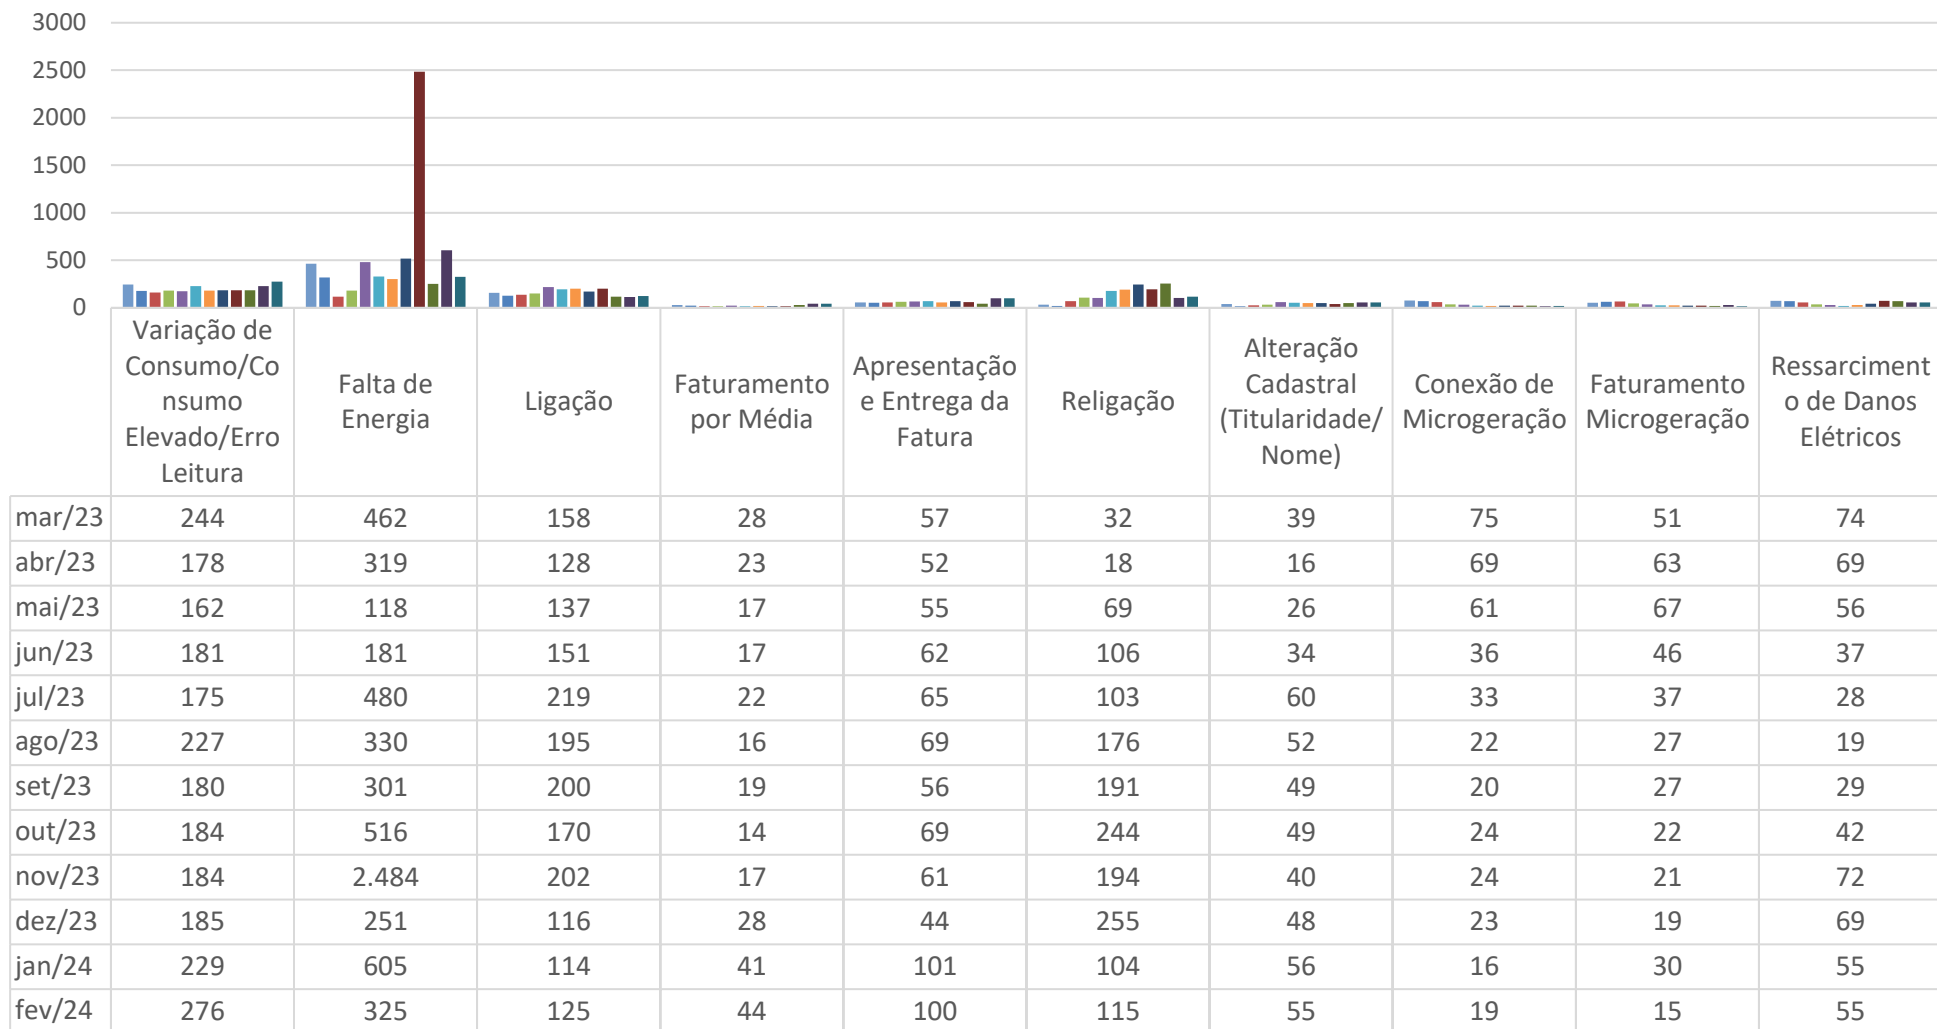 3000
2500
2000
1500
1000
500
0
Variação de
Consumo/Co
nsumo
Elevado/Erro
Leitura
Falta de
Energia
Ligação
Faturamento
por Média
Apresentação
e Entrega da
Fatura
Religação
Alteração
Cadastral
(Titularidade/
Nome)
Conexão de
Microgeração
Faturamento
Microgeração
Ressarciment
o de Danos
Elétricos
mar/23 244 462 158 28 57 32 39 75 51 74
abr/23 178 319 128 23 52 18 16 69 63 69
mai/23 162 118 137 17 55 69 26 61 67 56
jun/23 181 181 151 17 62 106 34 36 46 37
jul/23 175 480 219 22 65 103 60 33 37 28
ago/23 227 330 195 16 69 176 52 22 27 19
set/23 180 301 200 19 56 191 49 20 27 29
out/23 184 516 170 14 69 244 49 24 22 42
nov/23 184 2.484 202 17 61 194 40 24 21 72
dez/23 185 251 116 28 44 255 48 23 19 69
jan/24 229 605 114 41 101 104 56 16 30 55
fev/24 276 325 125 44 100 115 55 19 15 55